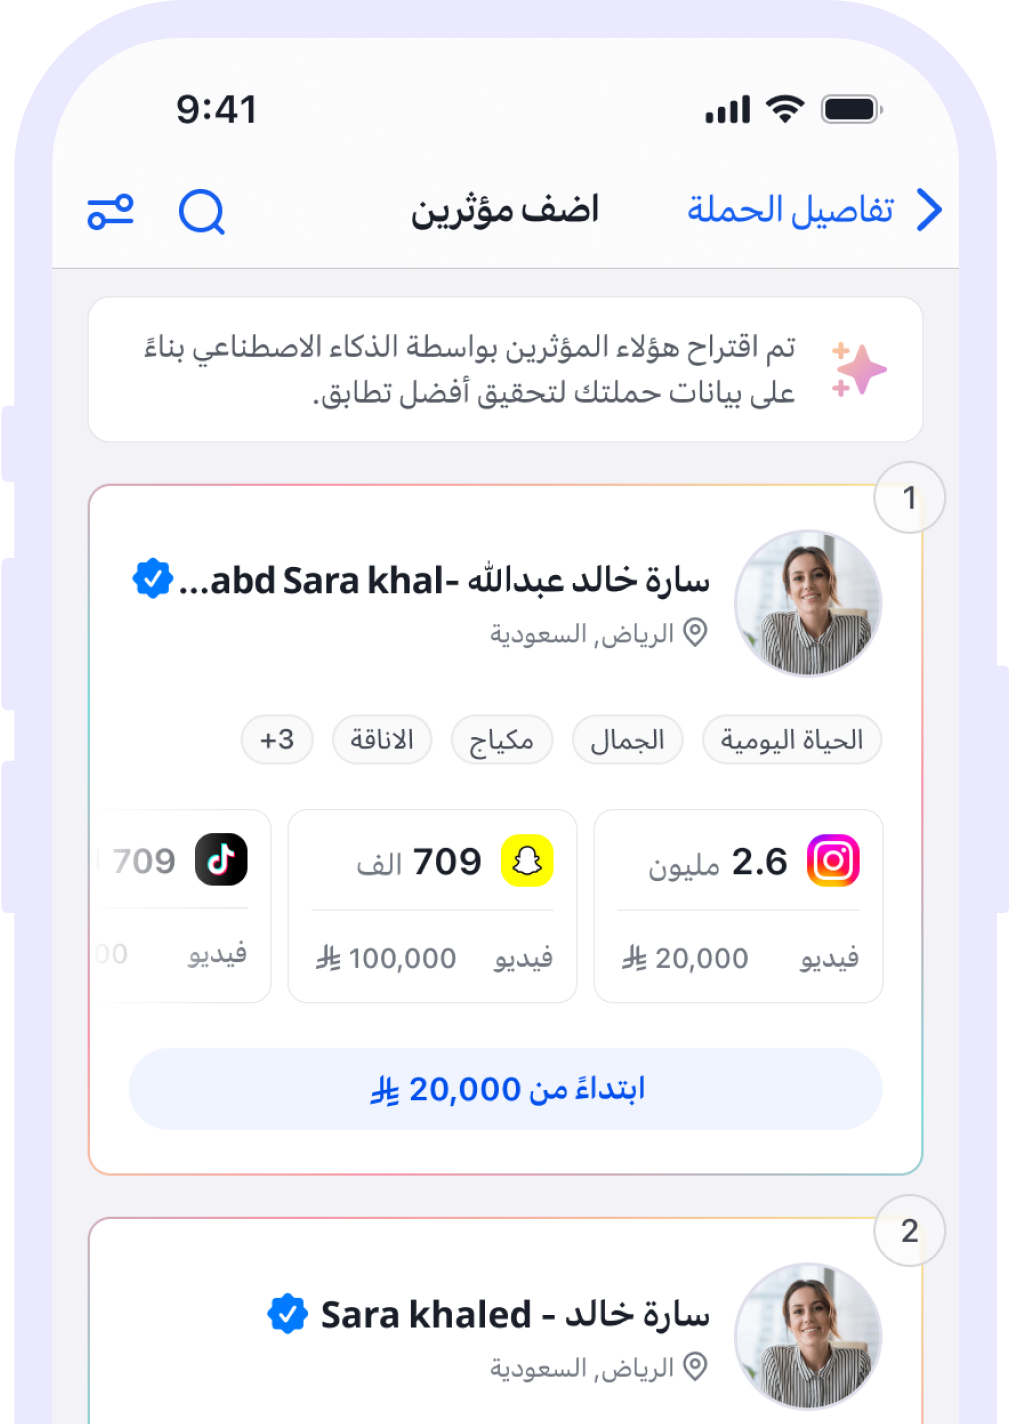 9:41
تفاصيل الحملة
اضف مؤثرين
تم اقتراح هؤلاء المؤثرين بواسطة الذكاء الاصطناعي بناءً
على بيانات حملتك لتحقيق أفضل تطابق.
1
سارة خالد عبدالله -abd Sara khal...
الرياض, السعودية
الحياة اليومية
الجمال
مكياج
الاناقة
+3
2.6 مليون
فيديو
20,000
709 الف
فيديو
100,000
709
فيديو
ابتداءً من 20,000
2
سارة خالد - Sara khaled
الرياض, السعودية